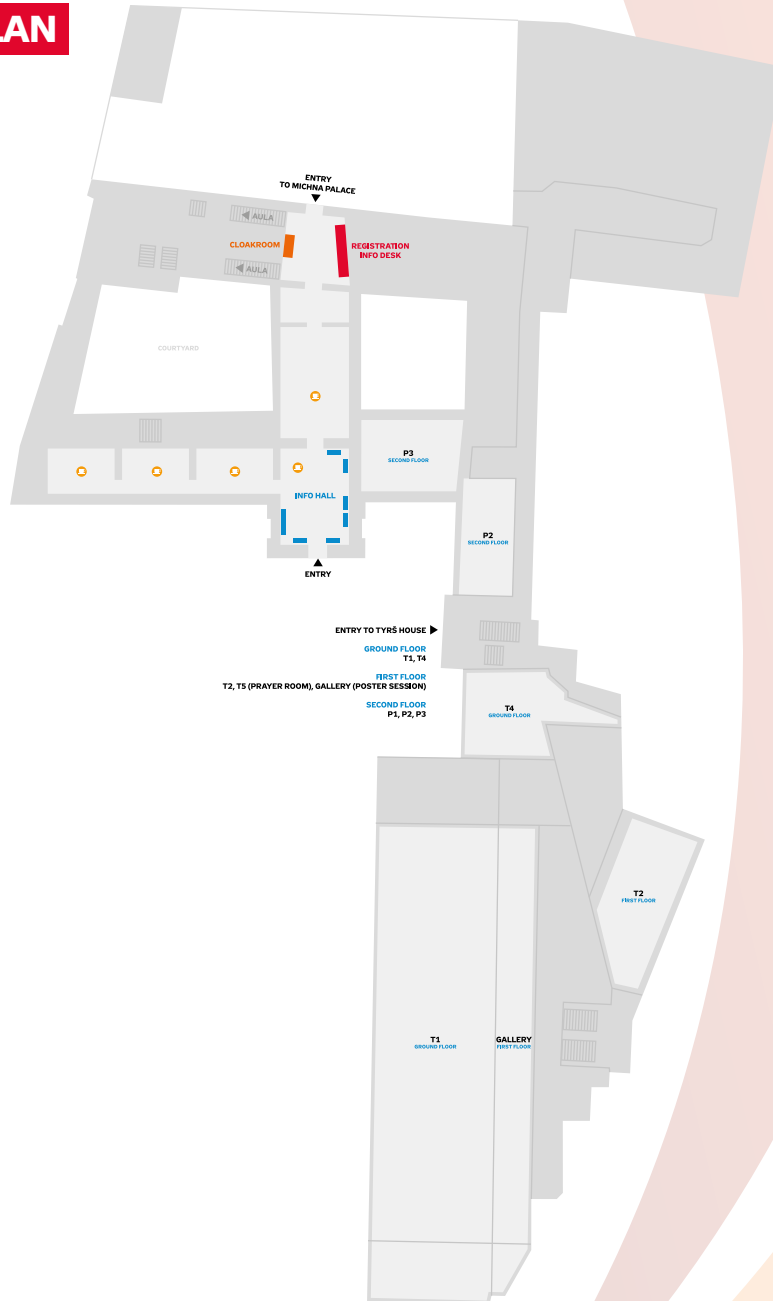 LAN
ENTRY
TO MICHNA PALACE
AULA
CLOAKROOM
REGISTRATION
INFO DESK
AULA
COURTYARD
P3
SECOND FLOOR
INFO HALL
P2
SECOND FLOOR
ENTRY
ENTRY TO TYRŠ HOUSE
GROUND FLOOR
T1, T4
FIRST FLOOR
T2, T5 (PRAYER ROOM), GALLERY (POSTER SESSION)
SECOND FLOOR
P1, P2, P3
T4
GROUND FLOOR
T2
FIRST FLOOR
T1
GROUND FLOOR
GALLERY
FIRST FLOOR